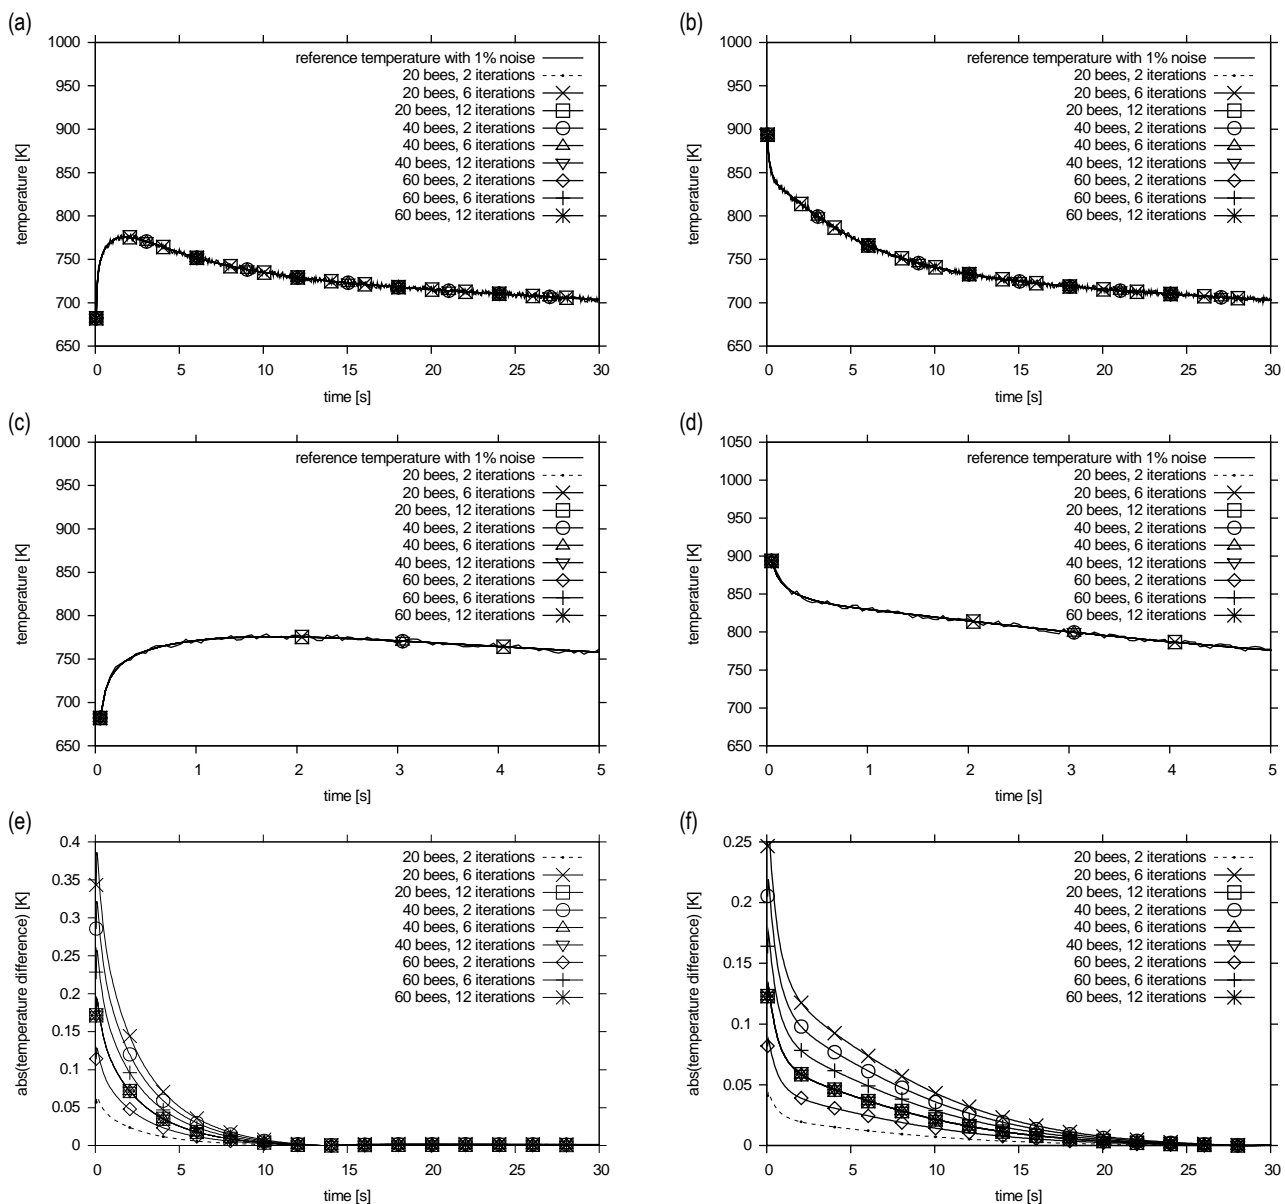 (a)
1000
950
900
850
800
750
700
650
temperature [K]
reference temperature with 1% noise
20 bees, 2 iterations
20 bees, 6 iterations
20 bees, 12 iterations
40 bees, 2 iterations
40 bees, 6 iterations
40 bees, 12 iterations
60 bees, 2 iterations
60 bees, 6 iterations
60 bees, 12 iterations
0 5 10 15 20 25 30
time [s]
(b)
1000
950
900
850
800
750
700
650
temperature [K]
reference temperature with 1% noise
20 bees, 2 iterations
20 bees, 6 iterations
20 bees, 12 iterations
40 bees, 2 iterations
40 bees, 6 iterations
40 bees, 12 iterations
60 bees, 2 iterations
60 bees, 6 iterations
60 bees, 12 iterations
0 5 10 15 20 25 30
time [s]
(c)
1000
950
900
850
800
750
700
650
temperature [K]
reference temperature with 1% noise
20 bees, 2 iterations
20 bees, 6 iterations
20 bees, 12 iterations
40 bees, 2 iterations
40 bees, 6 iterations
40 bees, 12 iterations
60 bees, 2 iterations
60 bees, 6 iterations
60 bees, 12 iterations
0 1 2 3 4 5
time [s]
(d)
1050
1000
950
900
850
800
750
700
650
temperature [K]
reference temperature with 1% noise
20 bees, 2 iterations
20 bees, 6 iterations
20 bees, 12 iterations
40 bees, 2 iterations
40 bees, 6 iterations
40 bees, 12 iterations
60 bees, 2 iterations
60 bees, 6 iterations
60 bees, 12 iterations
0 1 2 3 4 5
time [s]
(e)
0.4
0.35
0.3
0.25
0.2
0.15
0.1
0.05
0
abs(temperature difference) [K]
20 bees, 2 iterations
20 bees, 6 iterations
20 bees, 12 iterations
40 bees, 2 iterations
40 bees, 6 iterations
40 bees, 12 iterations
60 bees, 2 iterations
60 bees, 6 iterations
60 bees, 12 iterations
0 5 10 15 20 25 30
time [s]
(f)
0.25
0.2
0.15
0.1
0.05
0
abs(temperature difference) [K]
20 bees, 2 iterations
20 bees, 6 iterations
20 bees, 12 iterations
40 bees, 2 iterations
40 bees, 6 iterations
40 bees, 12 iterations
60 bees, 2 iterations
60 bees, 6 iterations
60 bees, 12 iterations
0 5 10 15 20 25 30
time [s]